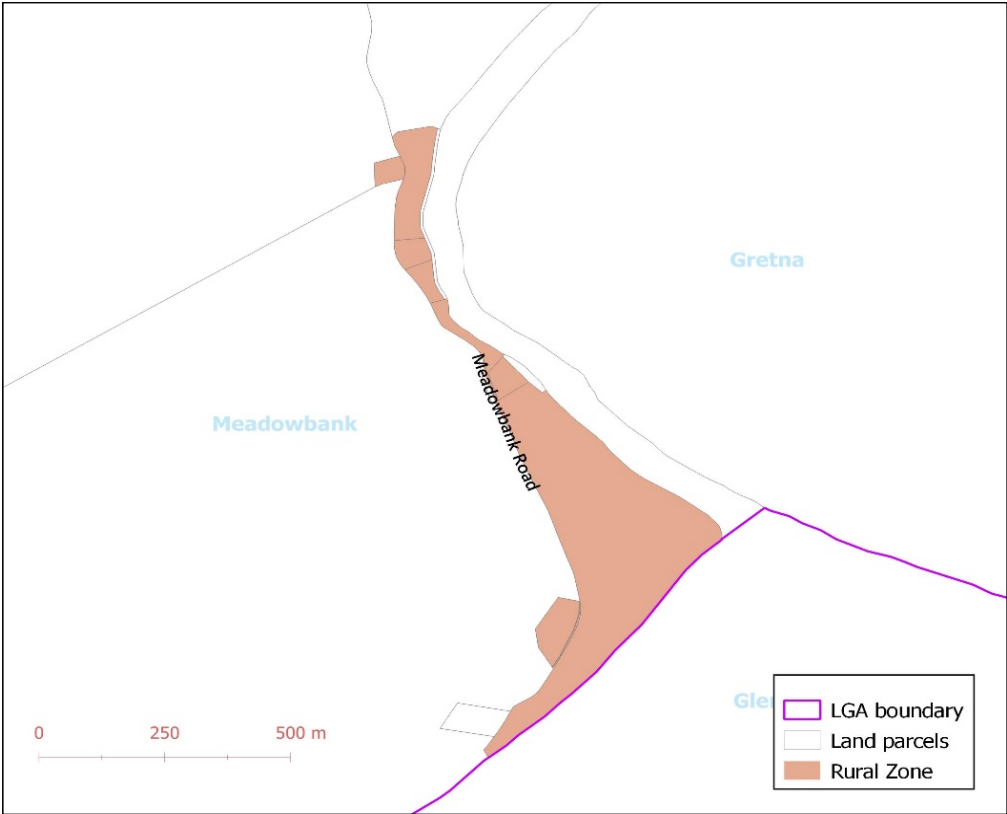 Gretna
Meadowbank
Meadowbank Road
0 250 500 m
LGA boundary
Land parcels
Rural Zone